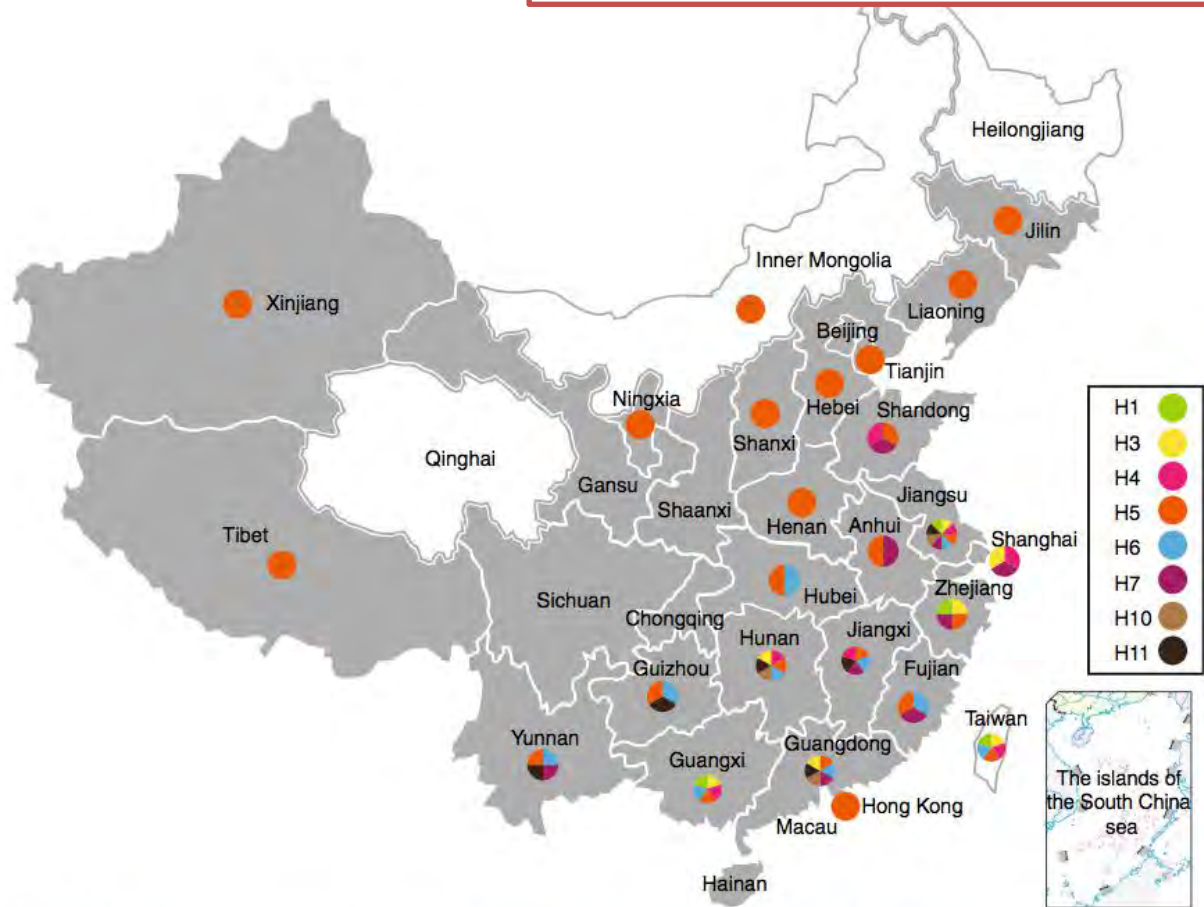 Heilongjiang
Jilin
Inner Mongolia
Xinjiang
Liaoning
Beijing
Tianjin
Ningxia
Hebei
Shandong
Shanxi
Qinghai
Gansu
Jiangsu
Shaanxi
Henan
Anhui
Shanghai
Tibet
Zhejiang
Sichuan
Hubei
Chongqing
Hunan
Jiangxi
Guizhou
Fujian
Taiwan
Yunnan
Guangxi
Guangdong
Hong Kong
Macau
Hainan
H1
H3
H4
H5
H6
H7
H10
H11
The islands of
the South China
sea